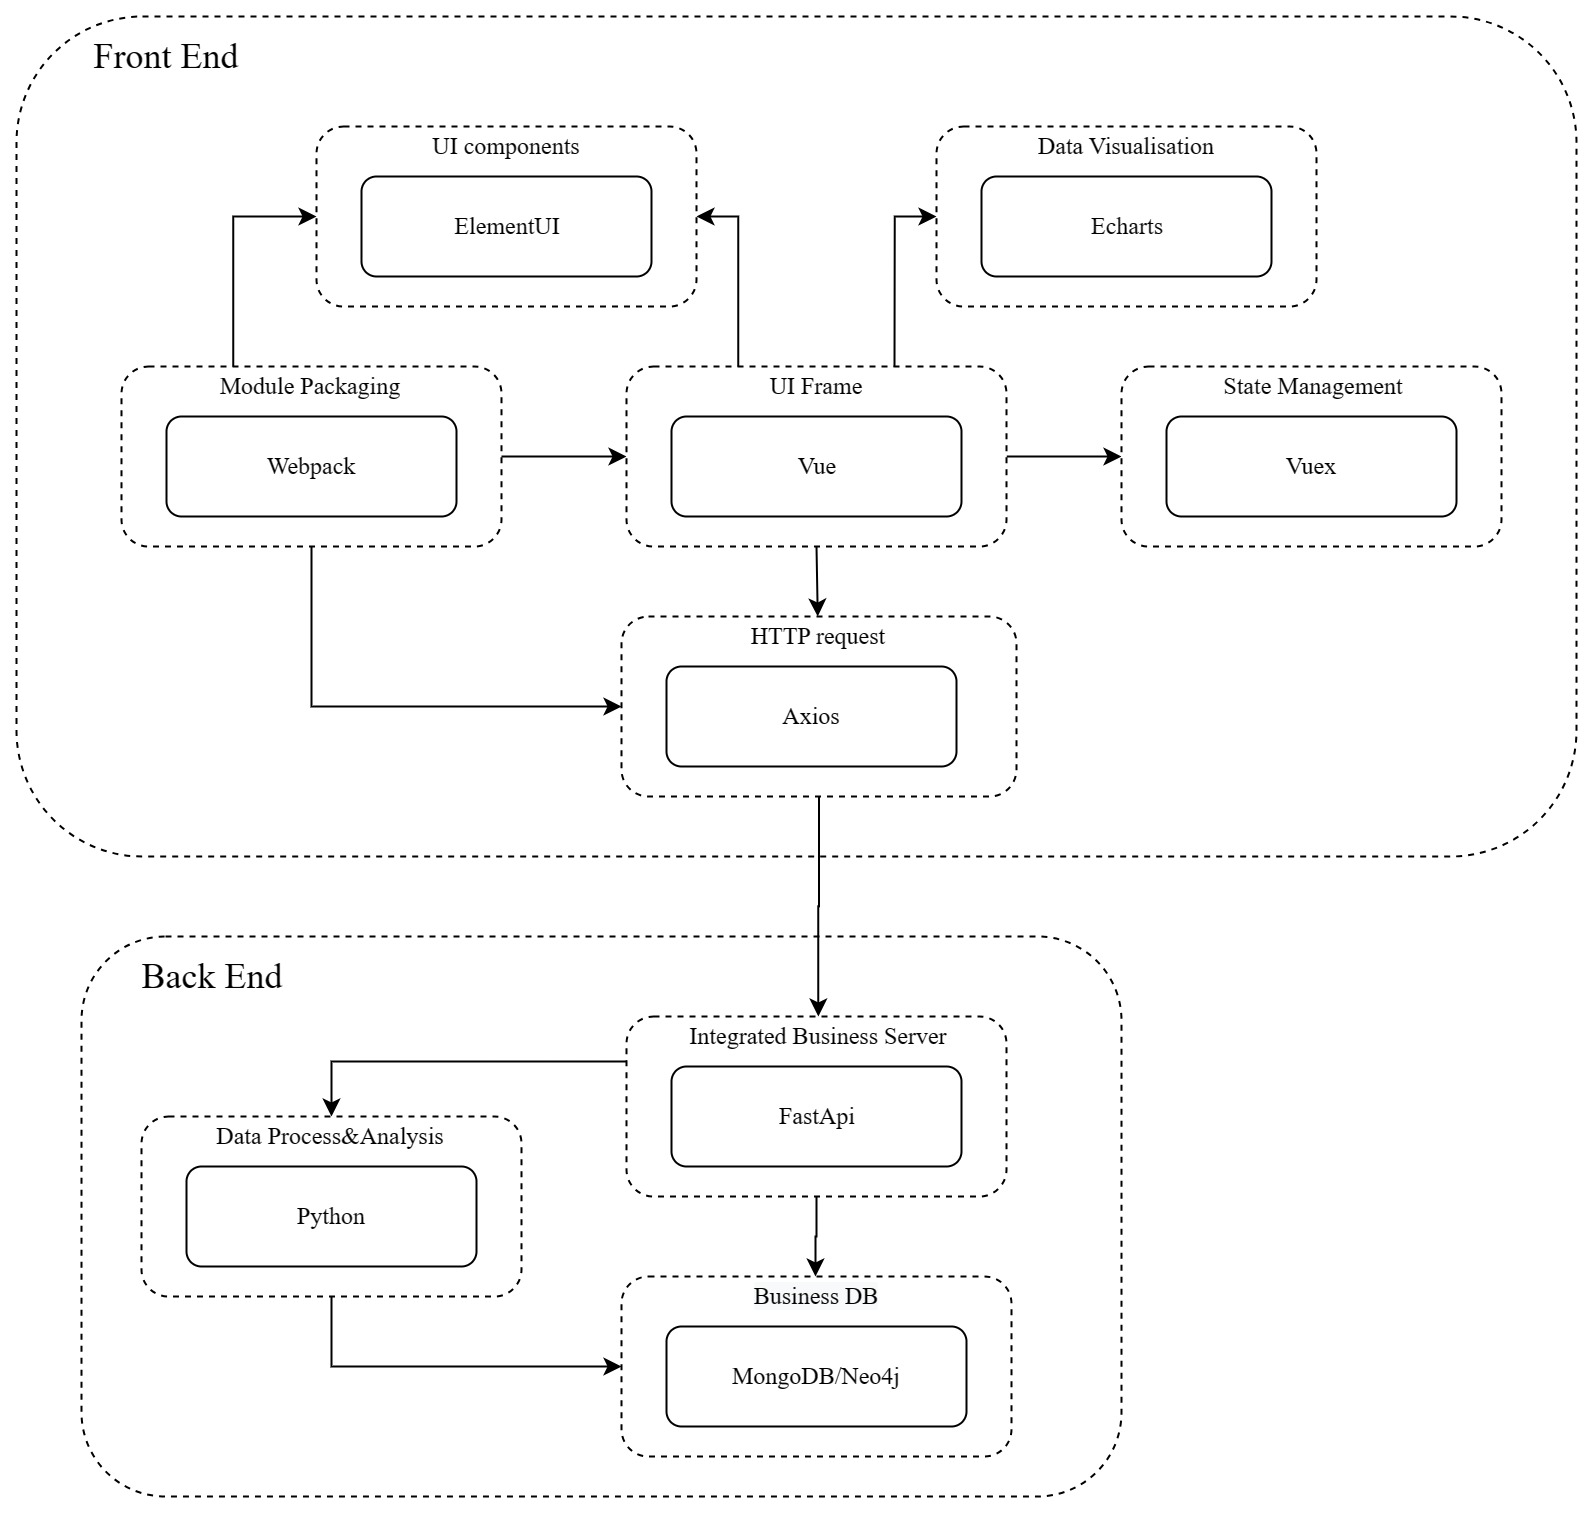 Front End
UI components
ElementUI
Data Visualisation
Echarts
Module Packaging
Webpack
UI Frame
Vue
State Management
Vuex
HTTP request
Axios
Back End
Integrated Business Server
FastApi
Data Process&Analysis
Python
Business DB
MongoDB/Neo4j